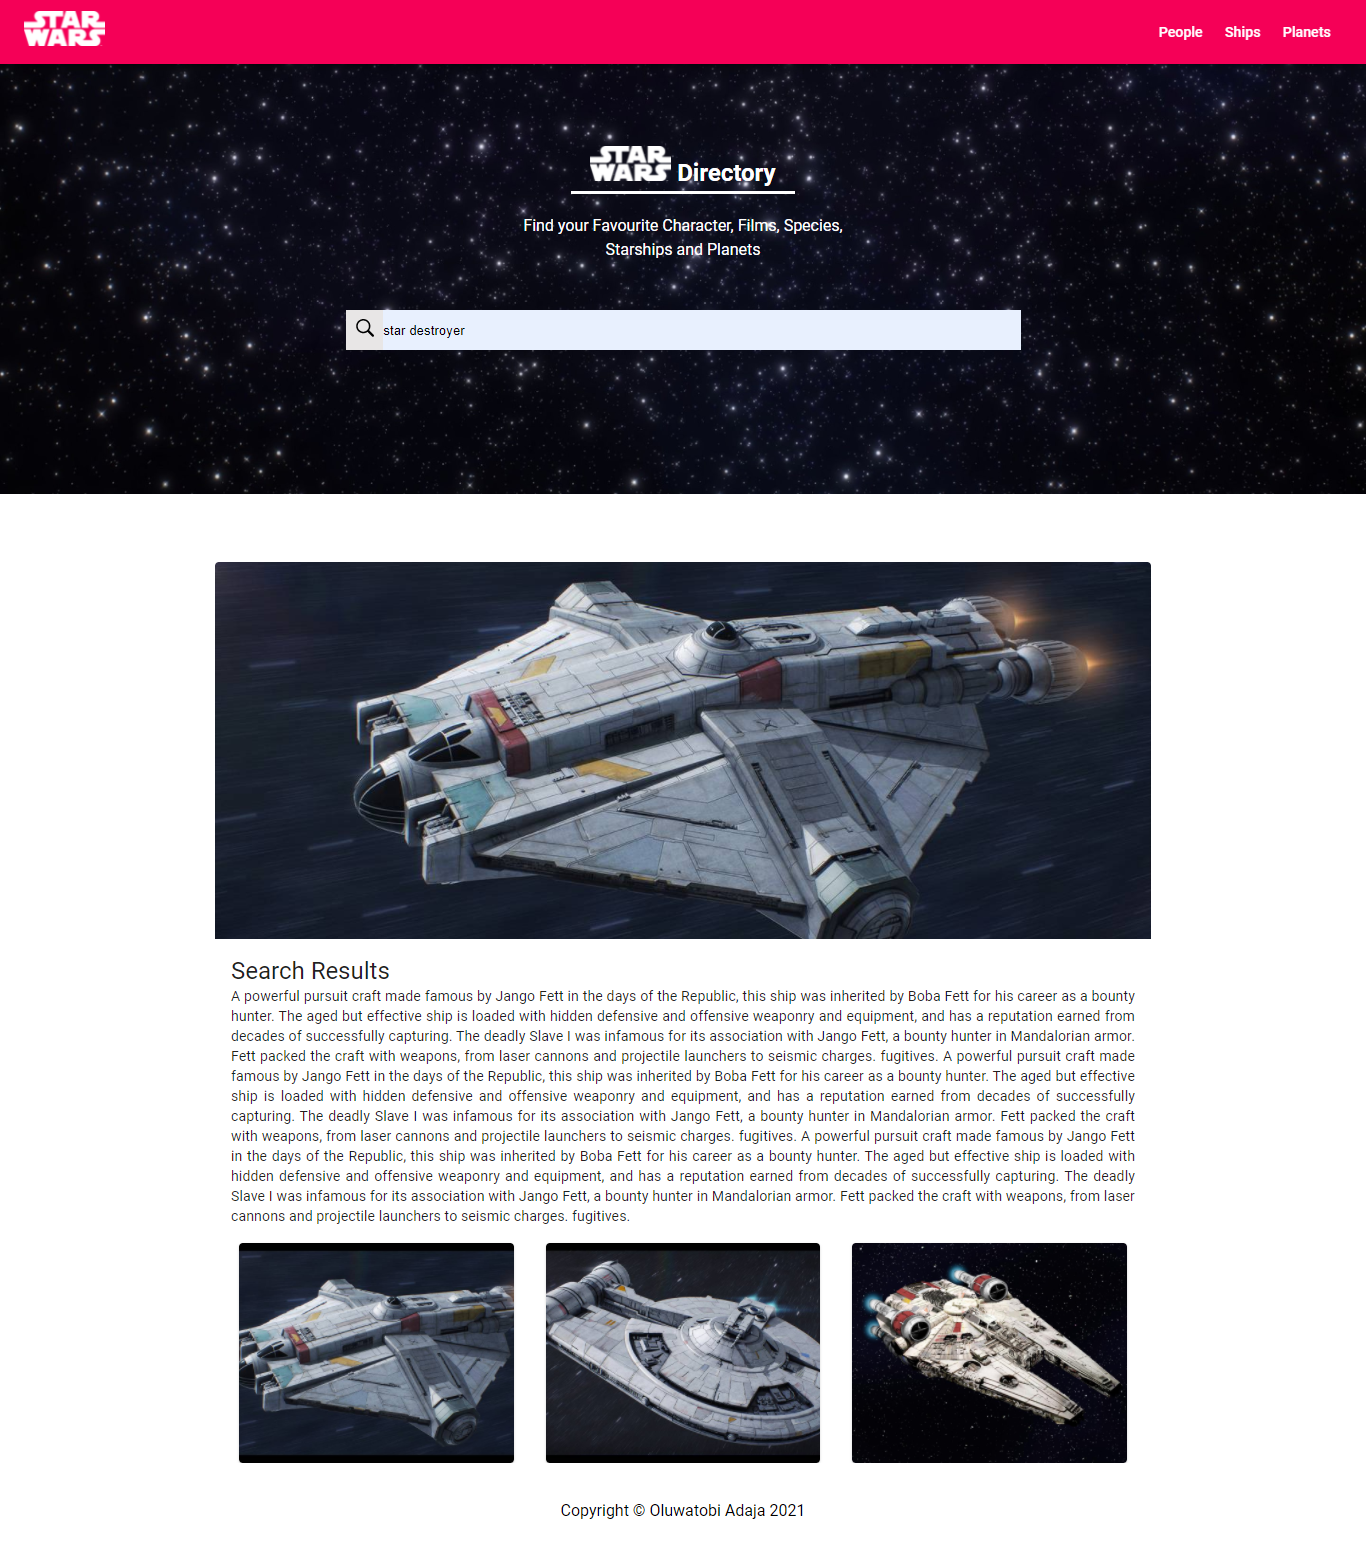 STAR
WARS
People Ships Planets
STAR
WARS Directory
Find your Favourite Character, Films, Species,
Starships and Planets
star destroyer
Search Results
A powerful pursuit craft made famous by Jango Fett in the days of the Republic, this ship was inherited by Boba Fett for his career as a bounty
hunter. The aged but effective ship is loaded with hidden defensive and offensive weaponry and equipment, and has a reputation earned from
decades of successfully capturing. The deadly Slave I was infamous for its association with Jango Fett, a bounty hunter in Mandalorian armor.
Fett packed the craft with weapons, from laser cannons and projectile launchers to seismic charges. fugitives. A powerful pursuit craft made
famous by Jango Fett in the days of the Republic, this ship was inherited by Boba Fett for his career as a bounty hunter. The aged but effective
ship is loaded with hidden defensive and offensive weaponry and equipment, and has a reputation earned from decades of successfully
capturing. The deadly Slave I was infamous for its association with Jango Fett, a bounty hunter in Mandalorian armor. Fett packed the craft
with weapons, from laser cannons and projectile launchers to seismic charges. fugitives. A powerful pursuit craft made famous by Jango Fett
in the days of the Republic, this ship was inherited by Boba Fett for his career as a bounty hunter. The aged but effective ship is loaded with
hidden defensive and offensive weaponry and equipment, and has a reputation earned from decades of successfully capturing. The deadly
Slave I was infamous for its association with Jango Fett, a bounty hunter in Mandalorian armor. Fett packed the craft with weapons, from laser
cannons and projectile launchers to seismic charges. fugitives.
Copyright © Oluwatobi Adaja 2021